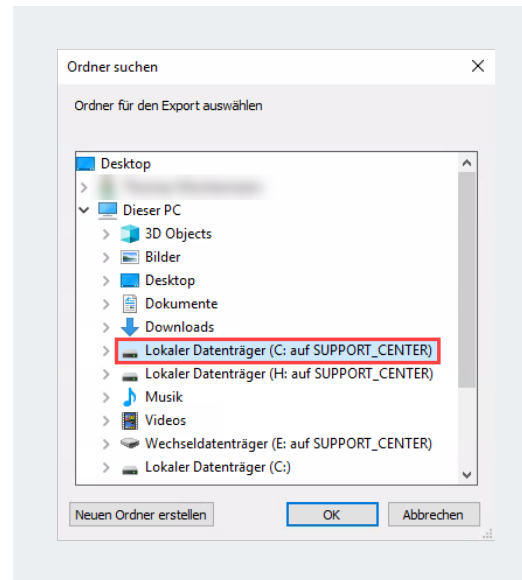 Ordner suchen
Ordner für den Export auswählen
Desktop
Dieser PC
3D Objects
Bilder
Desktop
Dokumente
Downloads
Lokaler Datenträger (C: auf SUPPORT_CENTER)
Lokaler Datenträger (H: auf SUPPORT_CENTER)
Musik
Videos
Wechseldatenträger (E: auf SUPPORT_CENTER)
Lokaler Datenträger (C:)
Neuen Ordner erstellen OK Abbrechen